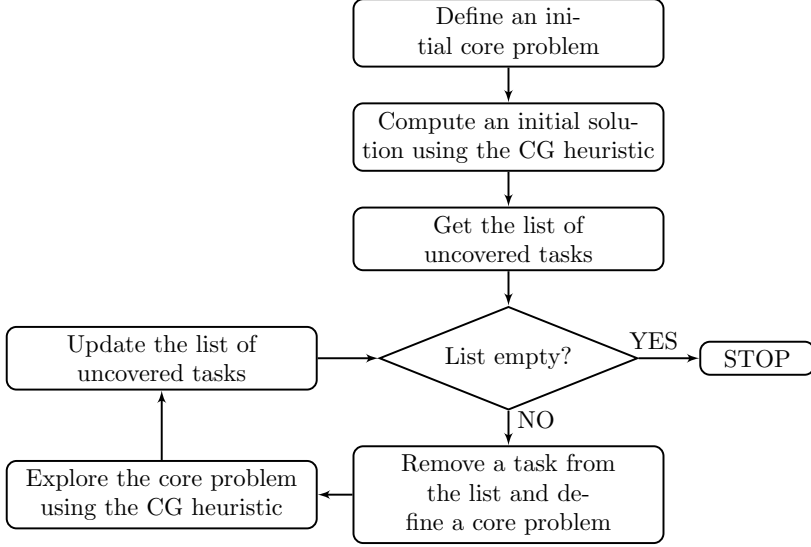 Define an ini-
tial core problem
Compute an initial solu-
tion using the CG heuristic
Get the list of
uncovered tasks
Update the list of
uncovered tasks
List empty?
YES
STOP
NO
Remove a task from
the list and de-
fine a core problem
Explore the core problem
using the CG heuristic